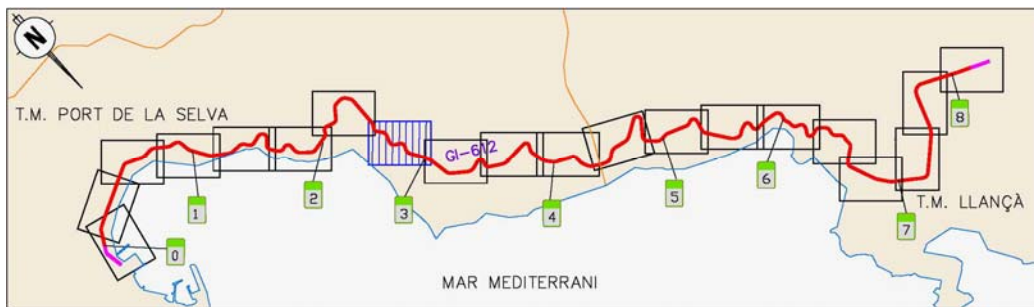 N
T.M. PORT DE LA SELVA
GI-612
0
1
2
3
4
5
6
7
8
T.M. LLANÇÀ
MAR MEDITERRANI